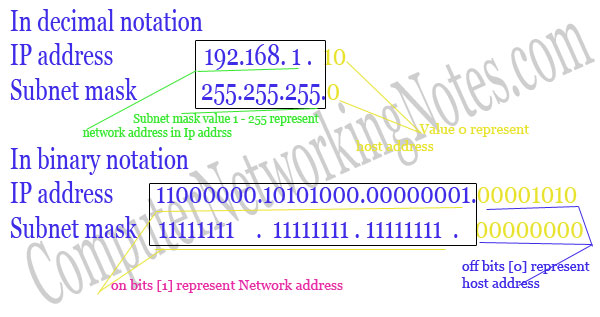 In decimal notation
IP address 192.168. 1 . 10
Subnet mask 255.255.255.0
Subnet mask value 1 - 255 represent
network address in Ip addrss
Value 0 represent
host address
In binary notation
IP address 11000000.10101000.00000001.00001010
Subnet mask 11111111 . 11111111 . 11111111 . 00000000
off bits [0] represent
host address
on bits [1] represent Network address
ComputerNetworkingNotes.com